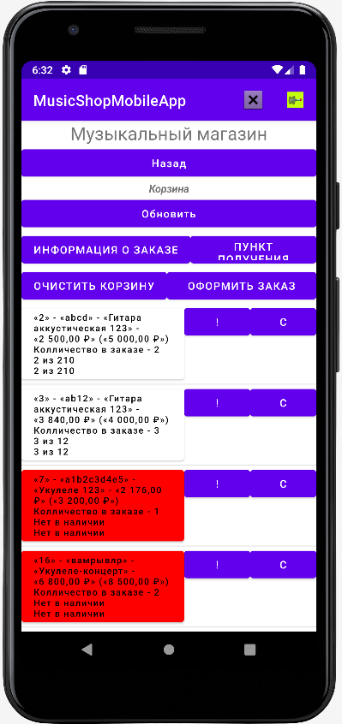 6:32
MusicShopMobileApp
Музыкальный магазин
Назад
Корзина
Обновить
ИНФОРМАЦИЯ О ЗАКАЗЕ
ПУНКТ
ПОЛУЧЕНИЯ
ОЧИСТИТЬ КОРЗИНУ
ОФОРМИТЬ ЗАКАЗ
«2» - «abcd» - «Гитара
аккустическая 123» -
«2 500,00 ₽» («5 000,00 ₽»)
Колличество в заказе - 2
2 из 210
2 из 210
!
С
«3» - «ab12» - «Гитара
аккустическая 123» -
«3 840,00 ₽» («4 000,00 ₽»)
Колличество в заказе - 3
3 из 12
3 из 12
!
С
«7» - «a1b2c3d4e5» -
«Укулеле 123» - «2 176,00
₽» («3 200,00 ₽»)
Колличество в заказе - 1
Нет в наличии
Нет в наличии
!
С
«16» -
«Укулеле-концерт» -
«6 800,00 ₽» («8 500,00 ₽»)
Колличество в заказе - 2
Нет в наличии
Нет в наличии
!
С